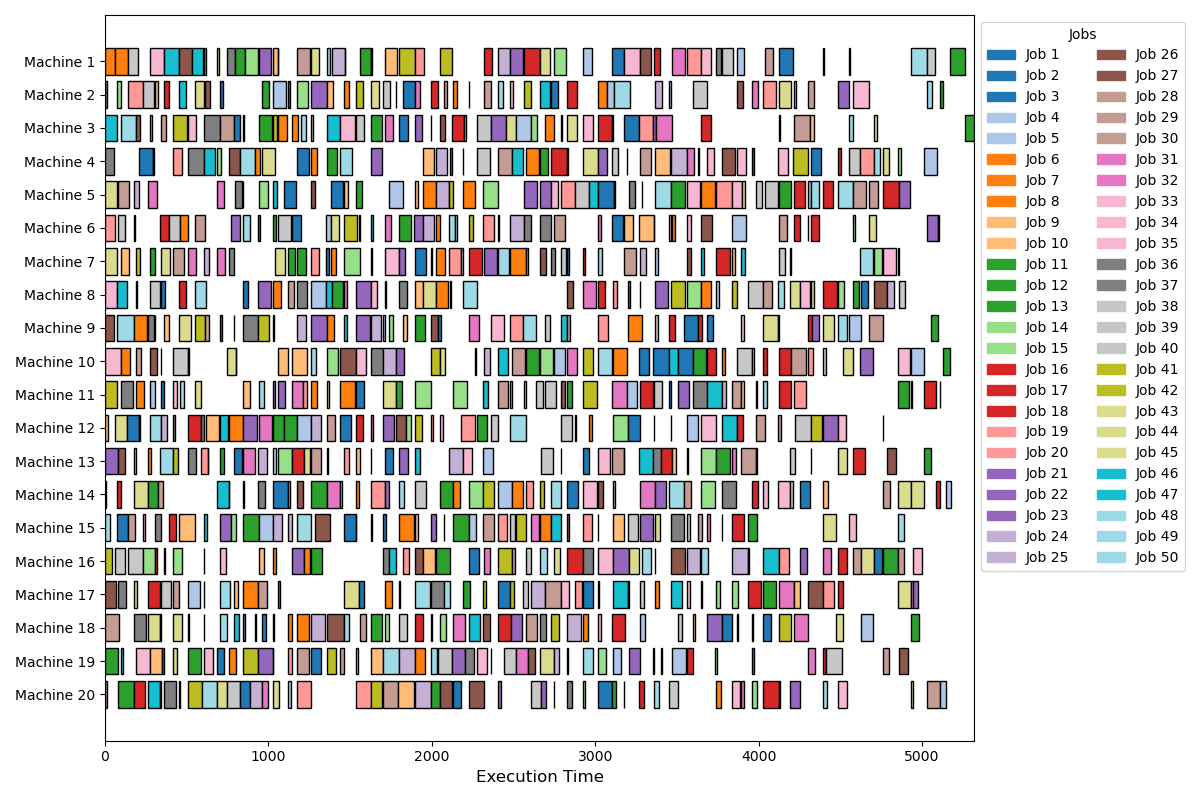 Machine 1
Machine 2
Machine 3
Machine 4
Machine 5
Machine 6
Machine 7
Machine 8
Machine 9
Machine 10
Machine 11
Machine 12
Machine 13
Machine 14
Machine 15
Machine 16
Machine 17
Machine 18
Machine 19
Machine 20
0 1000 2000 3000 4000 5000
Execution Time
Jobs
Job 1
Job 2
Job 3
Job 4
Job 5
Job 6
Job 7
Job 8
Job 9
Job 10
Job 11
Job 12
Job 13
Job 14
Job 15
Job 16
Job 17
Job 18
Job 19
Job 20
Job 21
Job 22
Job 23
Job 24
Job 25
Job 26
Job 27
Job 28
Job 29
Job 30
Job 31
Job 32
Job 33
Job 34
Job 35
Job 36
Job 37
Job 38
Job 39
Job 40
Job 41
Job 42
Job 43
Job 44
Job 45
Job 46
Job 47
Job 48
Job 49
Job 50